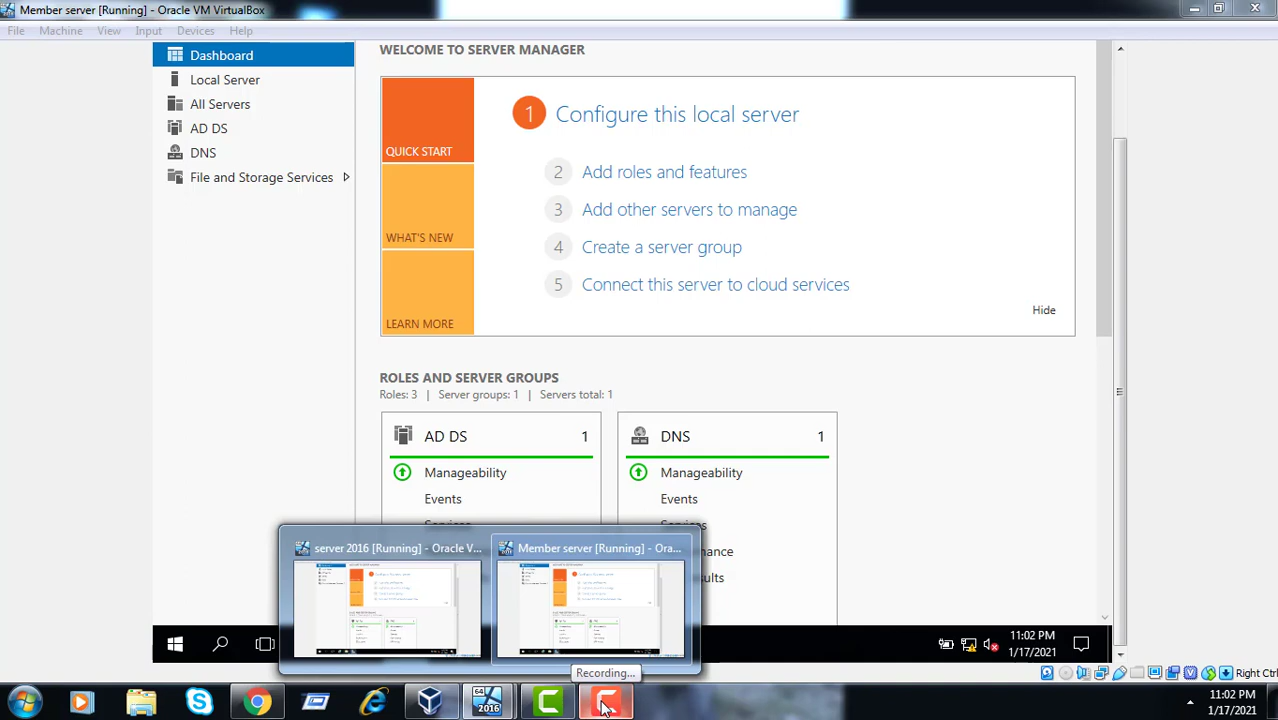 Member server [Running] - Oracle VM VirtualBox
File Machine View Input Devices Help
Dashboard
Local Server
All Servers
AD DS
DNS
File and Storage Services
WELCOME TO SERVER MANAGER
QUICK START
WHAT'S NEW
LEARN MORE
1 Configure this local server
2 Add roles and features
3 Add other servers to manage
4 Create a server group
5 Connect this server to cloud services
Hide
ROLES AND SERVER GROUPS
Roles: 3 | Server groups: 1 | Servers total: 1
AD DS 1
Manageability
Events
DNS 1
Manageability
Events
server 2016 [Running] - Oracle V...
Member server [Running] - Ora...
Recording...
11:02 PM
1/17/2021
Right Ctrl
64
2016
11:02 PM
1/17/2021